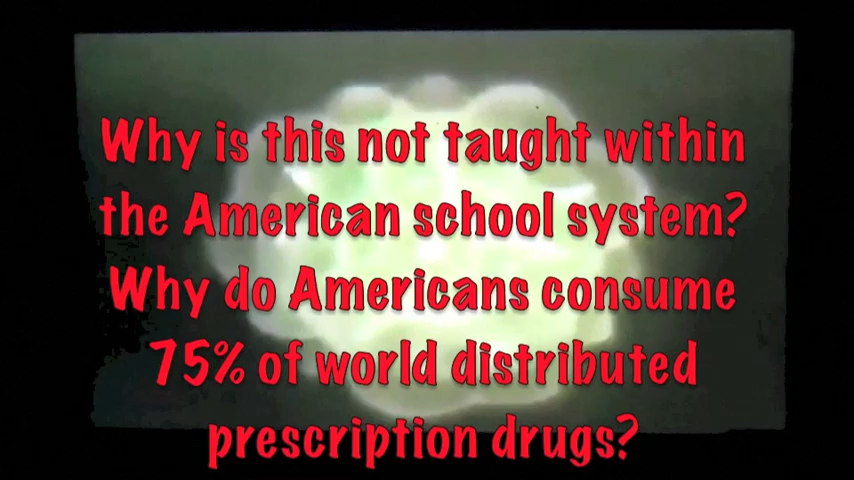 Why is this not taught within
the American school system?
Why do Americans consume
75% of world distributed
prescription drugs?